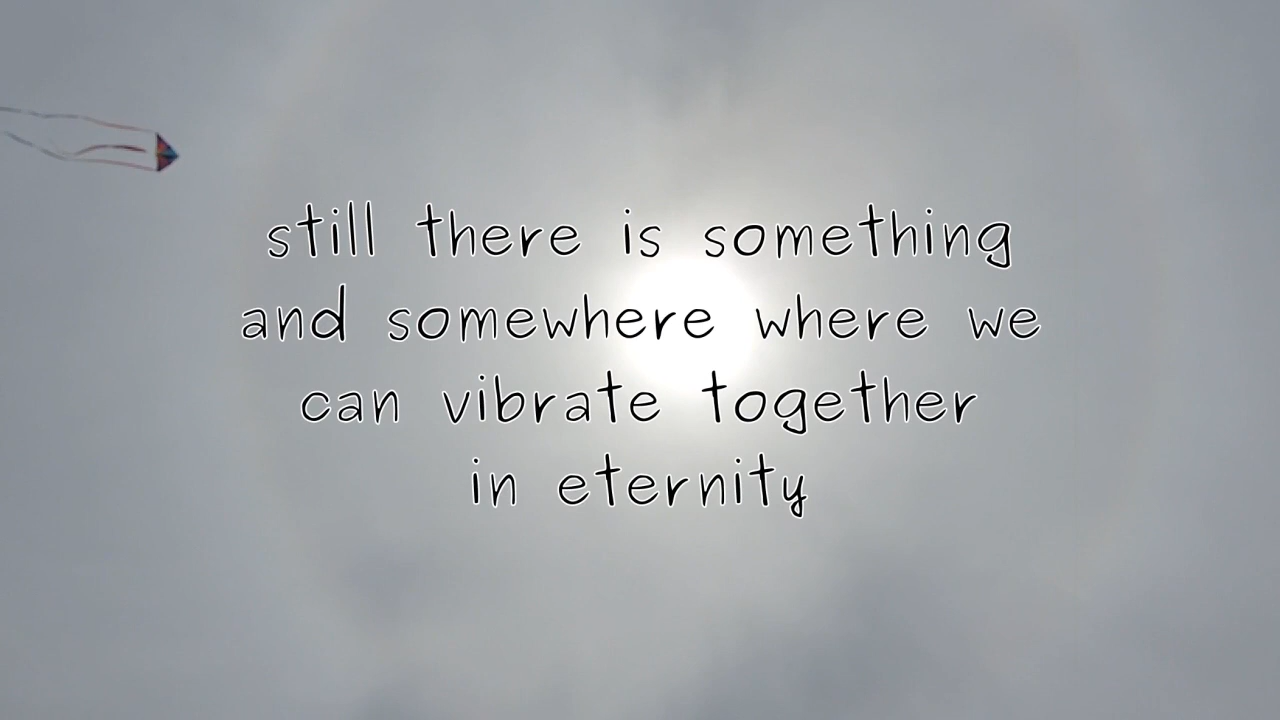 still there is something
and somewhere where we
can vibrate together
in eternity